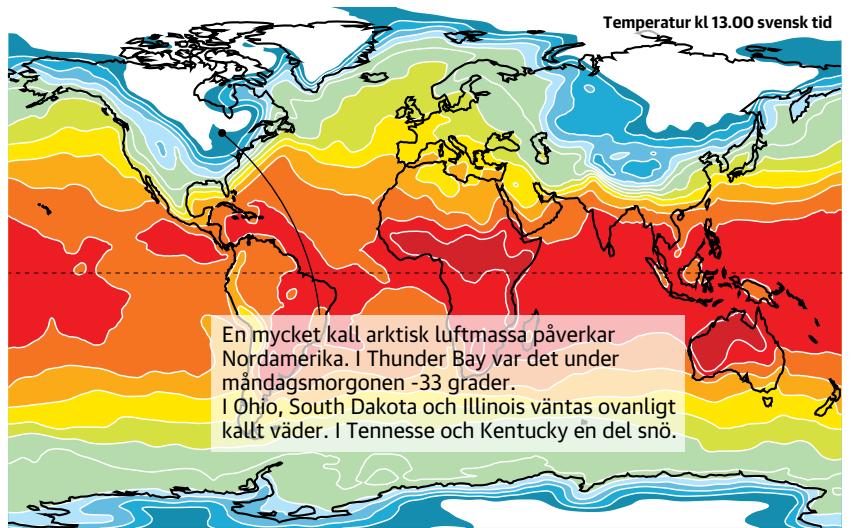 Temperatur kl 13.00 svensk tid
En mycket kall arktisk luftmassa påverkar
Nordamerika. I Thunder Bay var det under
måndagsmorgonen -33 grader.
I Ohio, South Dakota och Illinois väntas ovanligt
kallt väder. I Tennesse och Kentucky en del snö.